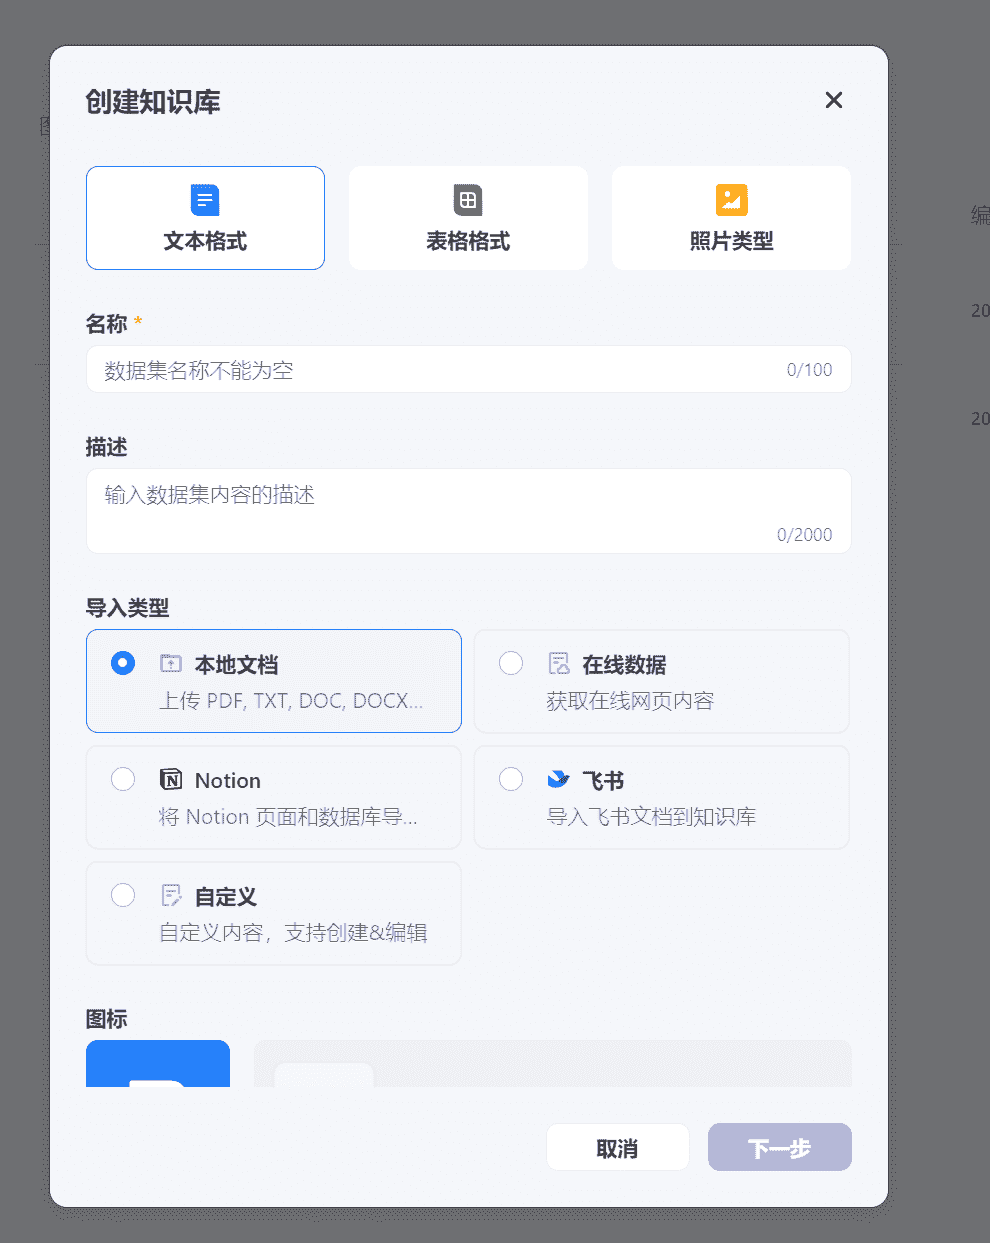 创建知识库
文本格式
表格格式
照片类型
名称 *
数据集名称不能为空
0/100
描述
输入数据集内容的描述
0/2000
导入类型
本地文档
上传 PDF, TXT, DOC, DOCX...
在线数据
获取在线网页内容
Notion
将 Notion 页面和数据库导...
飞书
导入飞书文档到知识库
自定义
自定义内容，支持创建&编辑
图标
取消
下一步
编
20
20